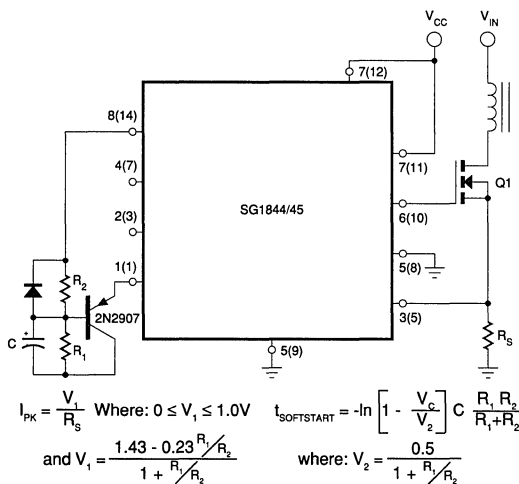 V_CC V_IN
7(12)
8(14)
4(7)
2(3)
1(1)
SG1844/45
7(11)
Q1
6(10)
5(8)
3(5)
R_2
2N2907
C +
R_1
R_S
5(9)
I_PK = V_1 / R_S Where: 0 ≤ V_1 ≤ 1.0V t_SOFTSTART = -ln [1 - V_C / V_2] C R_1 R_2 / R_1+R_2
and V_1 = 1.43 - 0.23 R_1/R_2 / 1 + R_1/R_2 where: V_2 = 0.5 / 1 + R_1/R_2